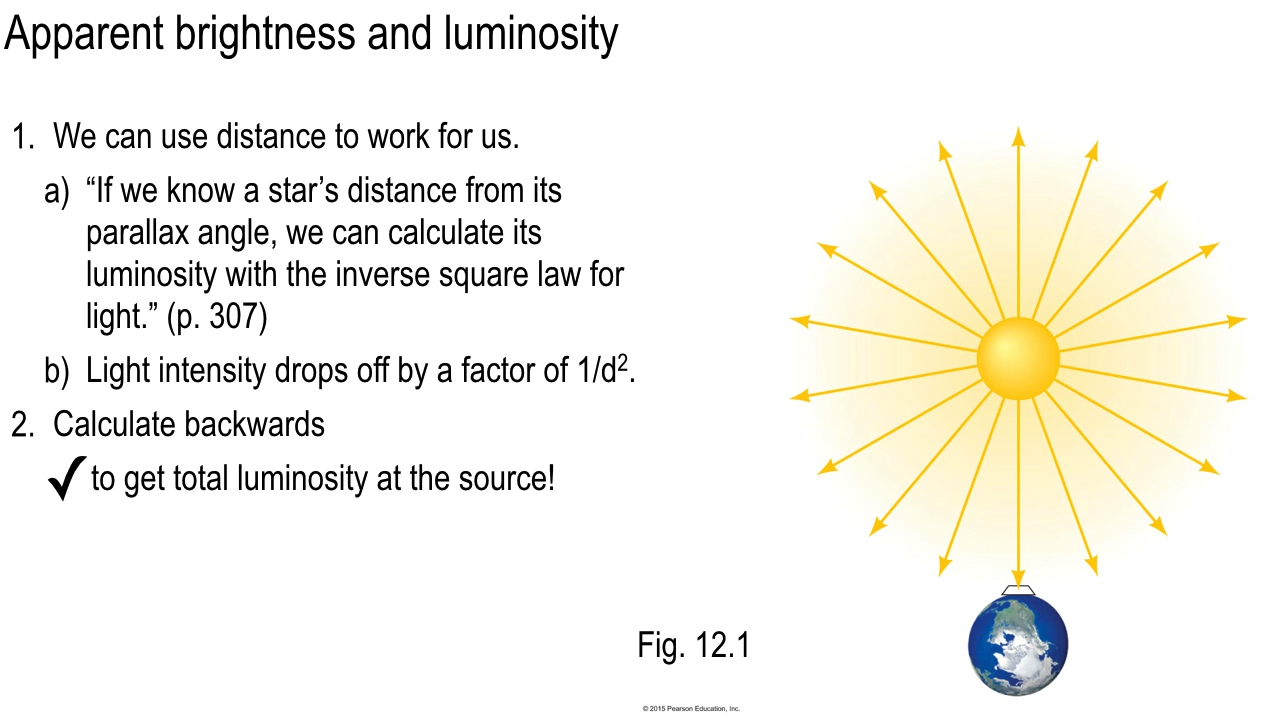 Apparent brightness and luminosity
1. We can use distance to work for us.
a) “If we know a star’s distance from its
parallax angle, we can calculate its
luminosity with the inverse square law for
light.” (p. 307)
b) Light intensity drops off by a factor of 1/d².
2. Calculate backwards
✓ to get total luminosity at the source!
Fig. 12.1
© 2015 Pearson Education, Inc.